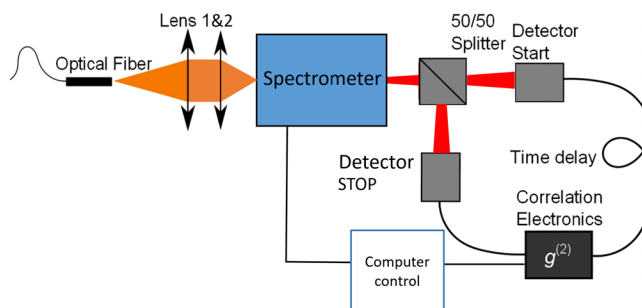 Lens 1&2
50/50
Splitter
Detector
Start
Optical Fiber
Spectrometer
Time delay
Detector
STOP
Correlation
Electronics
g(2)
Computer
control